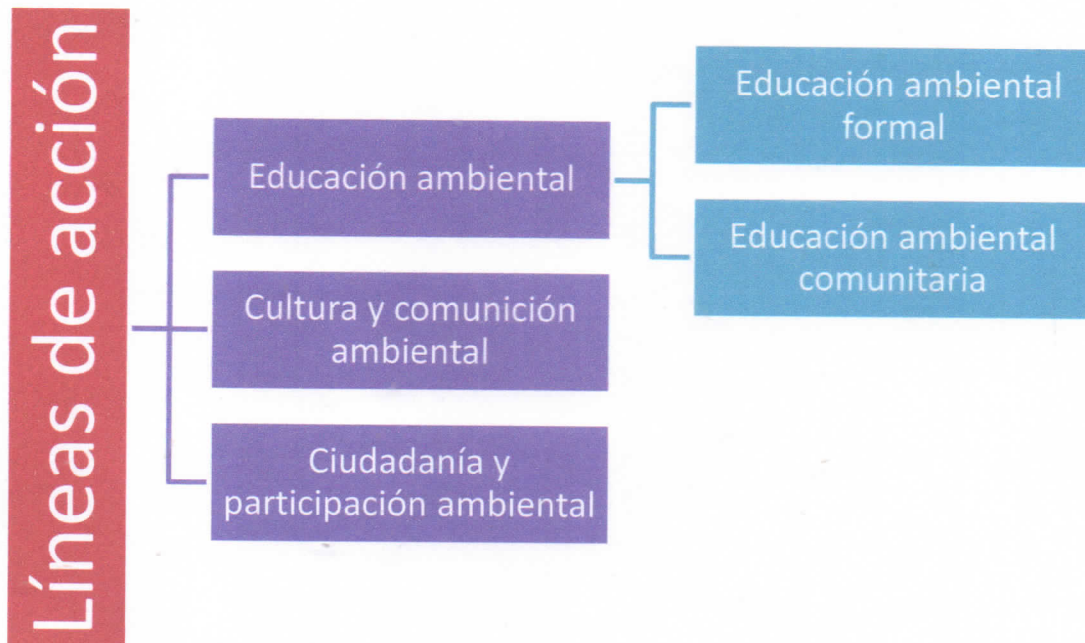 Líneas de acción
Educación ambiental
Cultura y comunición
ambiental
Ciudadanía y
participación ambiental
Educación ambiental
formal
Educación ambiental
comunitaria